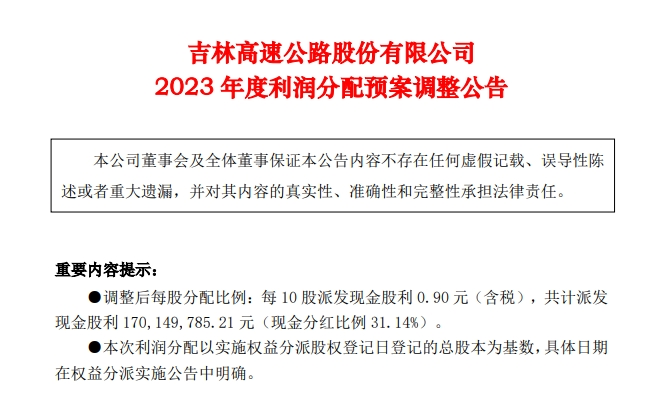 吉林高速公路股份有限公司
2023 年度利润分配预案调整公告
本公司董事会及全体董事保证本公告内容不存在任何虚假记载、误导性陈
述或者重大遗漏，并对其内容的真实性、准确性和完整性承担法律责任。
重要内容提示：
●调整后每股分配比例：每 10 股派发现金股利 0.90 元（含税），共计派发
现金股利 170,149,785.21 元（现金分红比例 31.14%）。
●本次利润分配以实施权益分派股权登记日登记的总股本为基数，具体日期
在权益分派实施公告中明确。